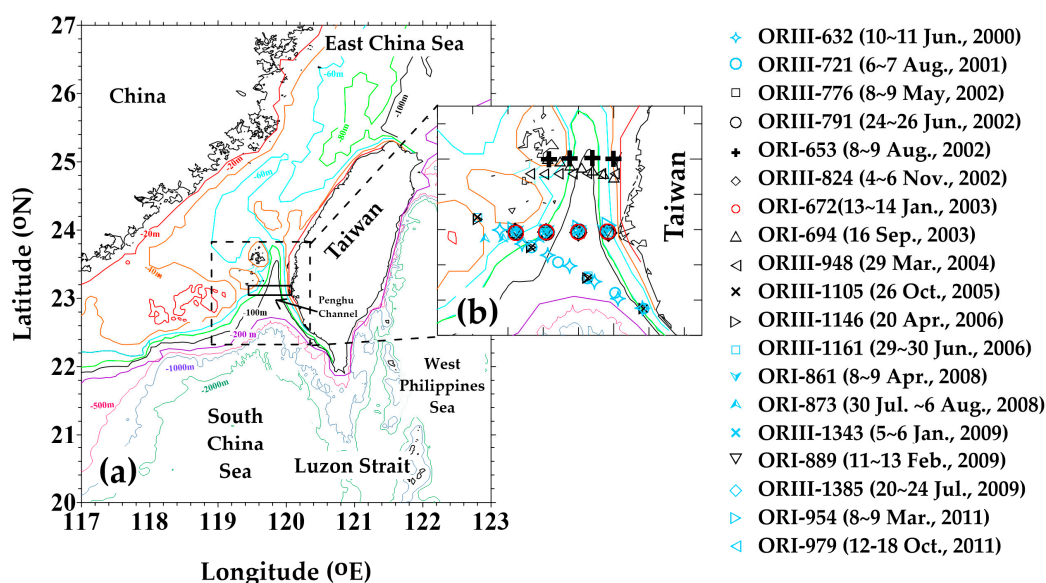 27
26
25
24
23
22
21
20
117
118
119
120
121
122
123
Latitude (ºN)
Longitude (ºE)
East China Sea
China
Taiwan
Penghu
Channel
West
Philippines
Sea
South
China
Sea
Luzon Strait
(a)
-60m
-100m
-80m
-20m
-60m
-20m
-40m
-100m
-200 m
-1000m
-2000m
-500m
(b)
Taiwan
ORIII-632 (10~11 Jun., 2000)
ORIII-721 (6~7 Aug., 2001)
ORIII-776 (8~9 May, 2002)
ORIII-791 (24~26 Jun., 2002)
ORI-653 (8~9 Aug., 2002)
ORIII-824 (4~6 Nov., 2002)
ORI-672(13~14 Jan., 2003)
ORI-694 (16 Sep., 2003)
ORIII-948 (29 Mar., 2004)
ORIII-1105 (26 Oct., 2005)
ORIII-1146 (20 Apr., 2006)
ORIII-1161 (29~30 Jun., 2006)
ORI-861 (8~9 Apr., 2008)
ORI-873 (30 Jul. ~6 Aug., 2008)
ORIII-1343 (5~6 Jan., 2009)
ORI-889 (11~13 Feb., 2009)
ORIII-1385 (20~24 Jul., 2009)
ORI-954 (8~9 Mar., 2011)
ORI-979 (12-18 Oct., 2011)